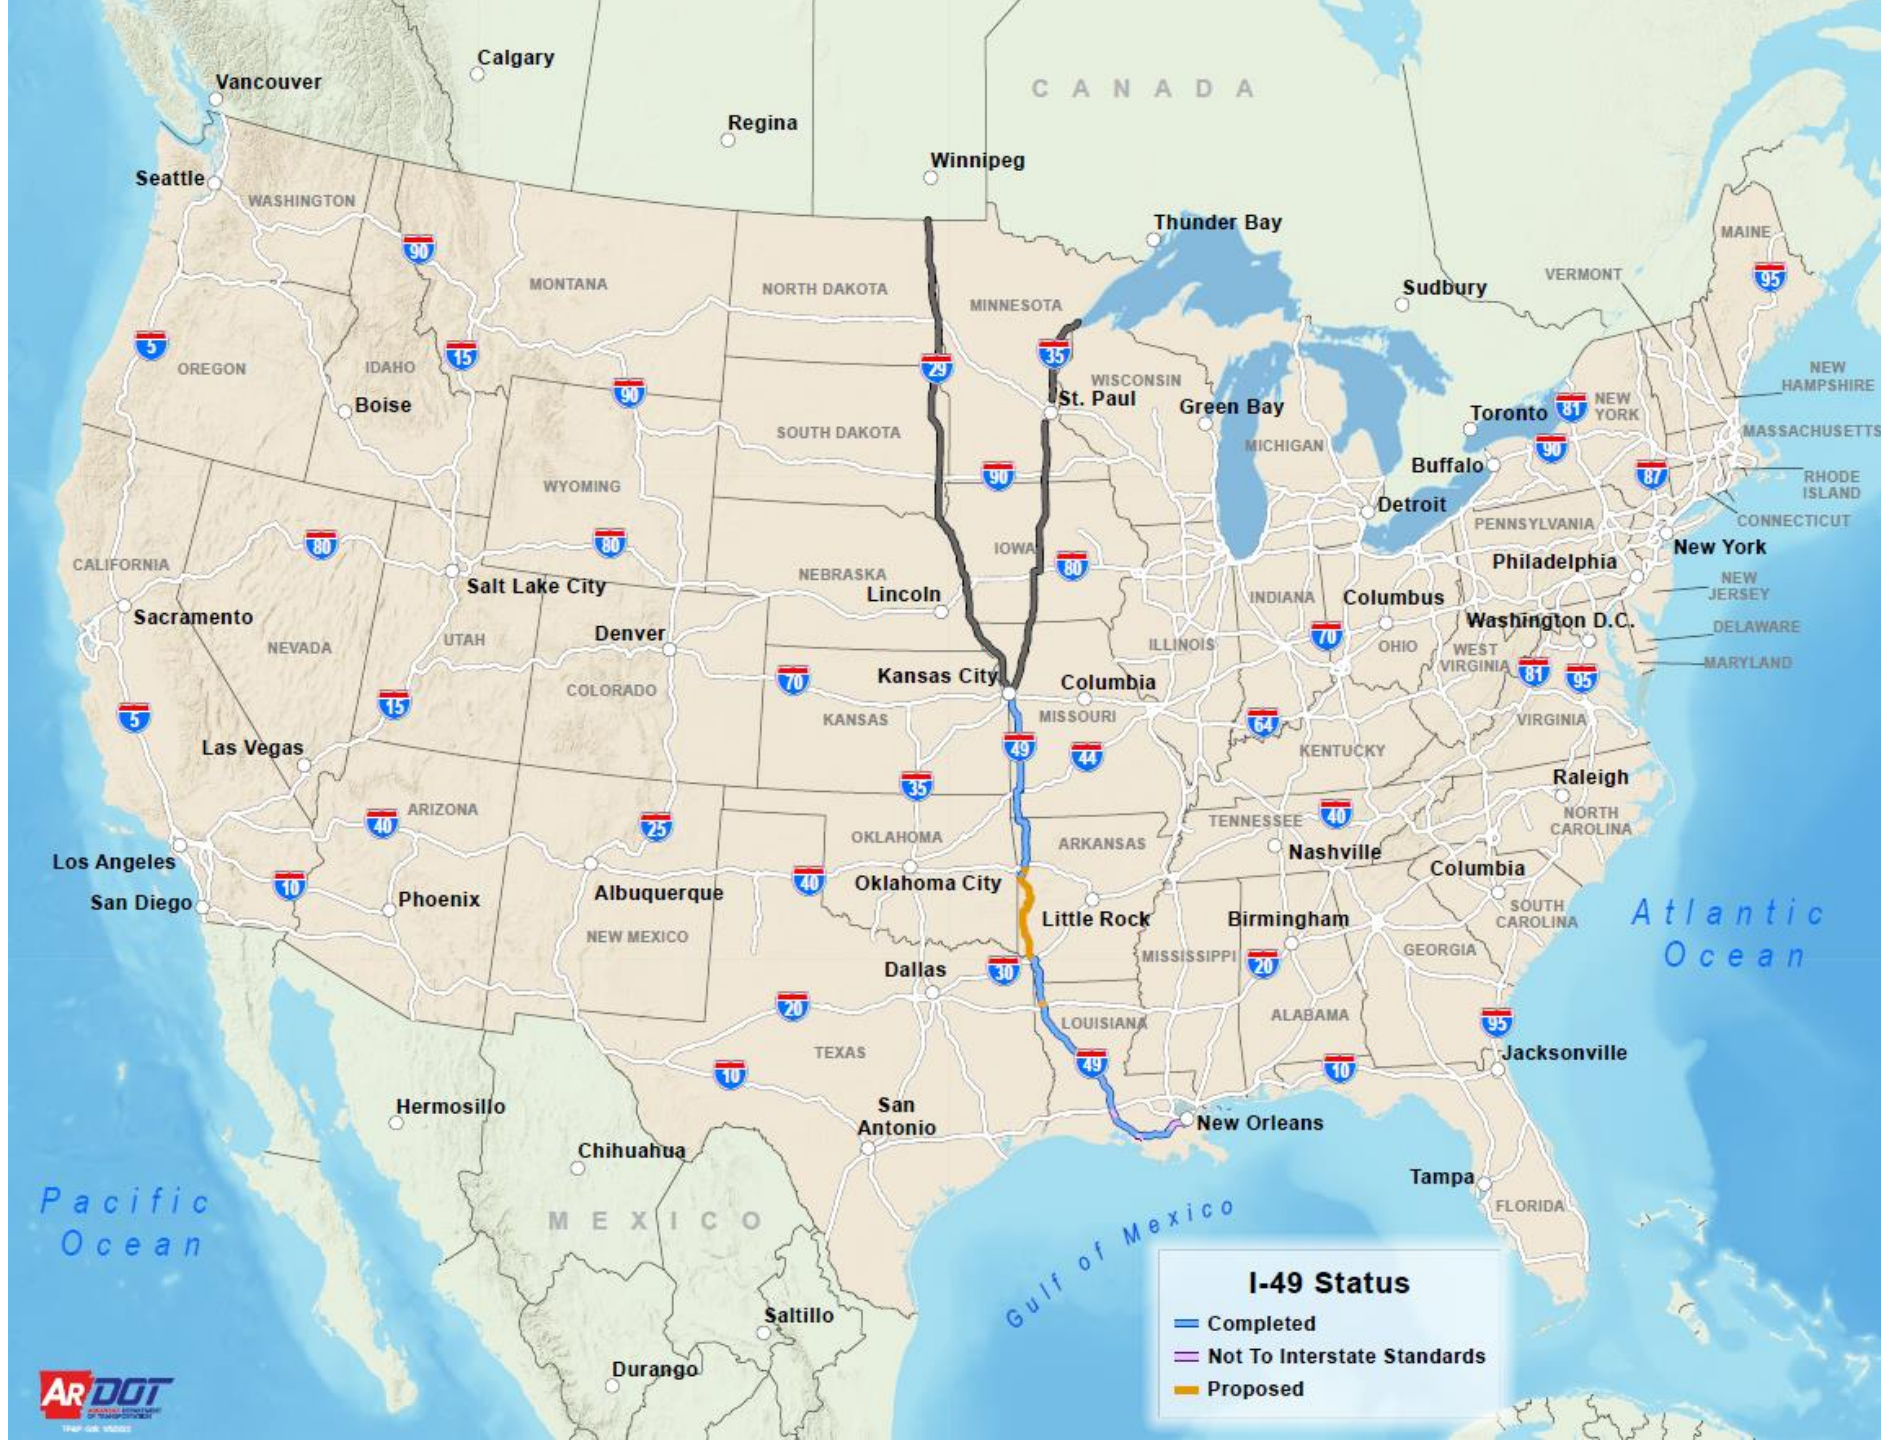 Calgary
Vancouver
CANADA
Regina
Winnipeg
Seattle
WASHINGTON
Thunder Bay
MAINE
90
MONTANA
NORTH DAKOTA
MINNESOTA
Sudbury
VERMONT
95
5
OREGON
IDAHO
15
29
35
NEW
HAMPSHIRE
90
WISCONSIN
St. Paul
Green Bay
Toronto
81
NEW
YORK
Boise
SOUTH DAKOTA
MICHIGAN
90
MASSACHUSETTS
Buffalo
87
RHODE
ISLAND
WYOMING
90
Detroit
PENNSYLVANIA
CONNECTICUT
80
80
IOWA
80
New York
CALIFORNIA
NEBRASKA
Philadelphia
Salt Lake City
Lincoln
INDIANA
Columbus
NEW
JERSEY
Sacramento
NEVADA
UTAH
Denver
ILLINOIS
70
OHIO
Washington D.C.
DELAWARE
WEST
VIRGINIA
MARYLAND
Kansas City
Columbia
81
95
COLORADO
70
KANSAS
MISSOURI
64
VIRGINIA
15
5
Las Vegas
49
44
KENTUCKY
35
Raleigh
ARIZONA
40
25
OKLAHOMA
ARKANSAS
TENNESSEE
40
NORTH
CAROLINA
Los Angeles
Nashville
Columbia
10
Phoenix
Albuquerque
40
Oklahoma City
San Diego
Little Rock
Birmingham
SOUTH
CAROLINA
Atlantic
Ocean
NEW MEXICO
MISSISSIPPI
GEORGIA
Dallas
30
20
20
LOUISIANA
ALABAMA
95
TEXAS
49
Jacksonville
10
10
Hermosillo
San
Antonio
New Orleans
Chihuahua
Tampa
Pacific
Ocean
MEXICO
FLORIDA
Gulf of Mexico
I-49 Status
Saltillo
Completed
Not To Interstate Standards
Durango
Proposed
ARDOT
ARKANSAS DEPARTMENT
OF TRANSPORTATION